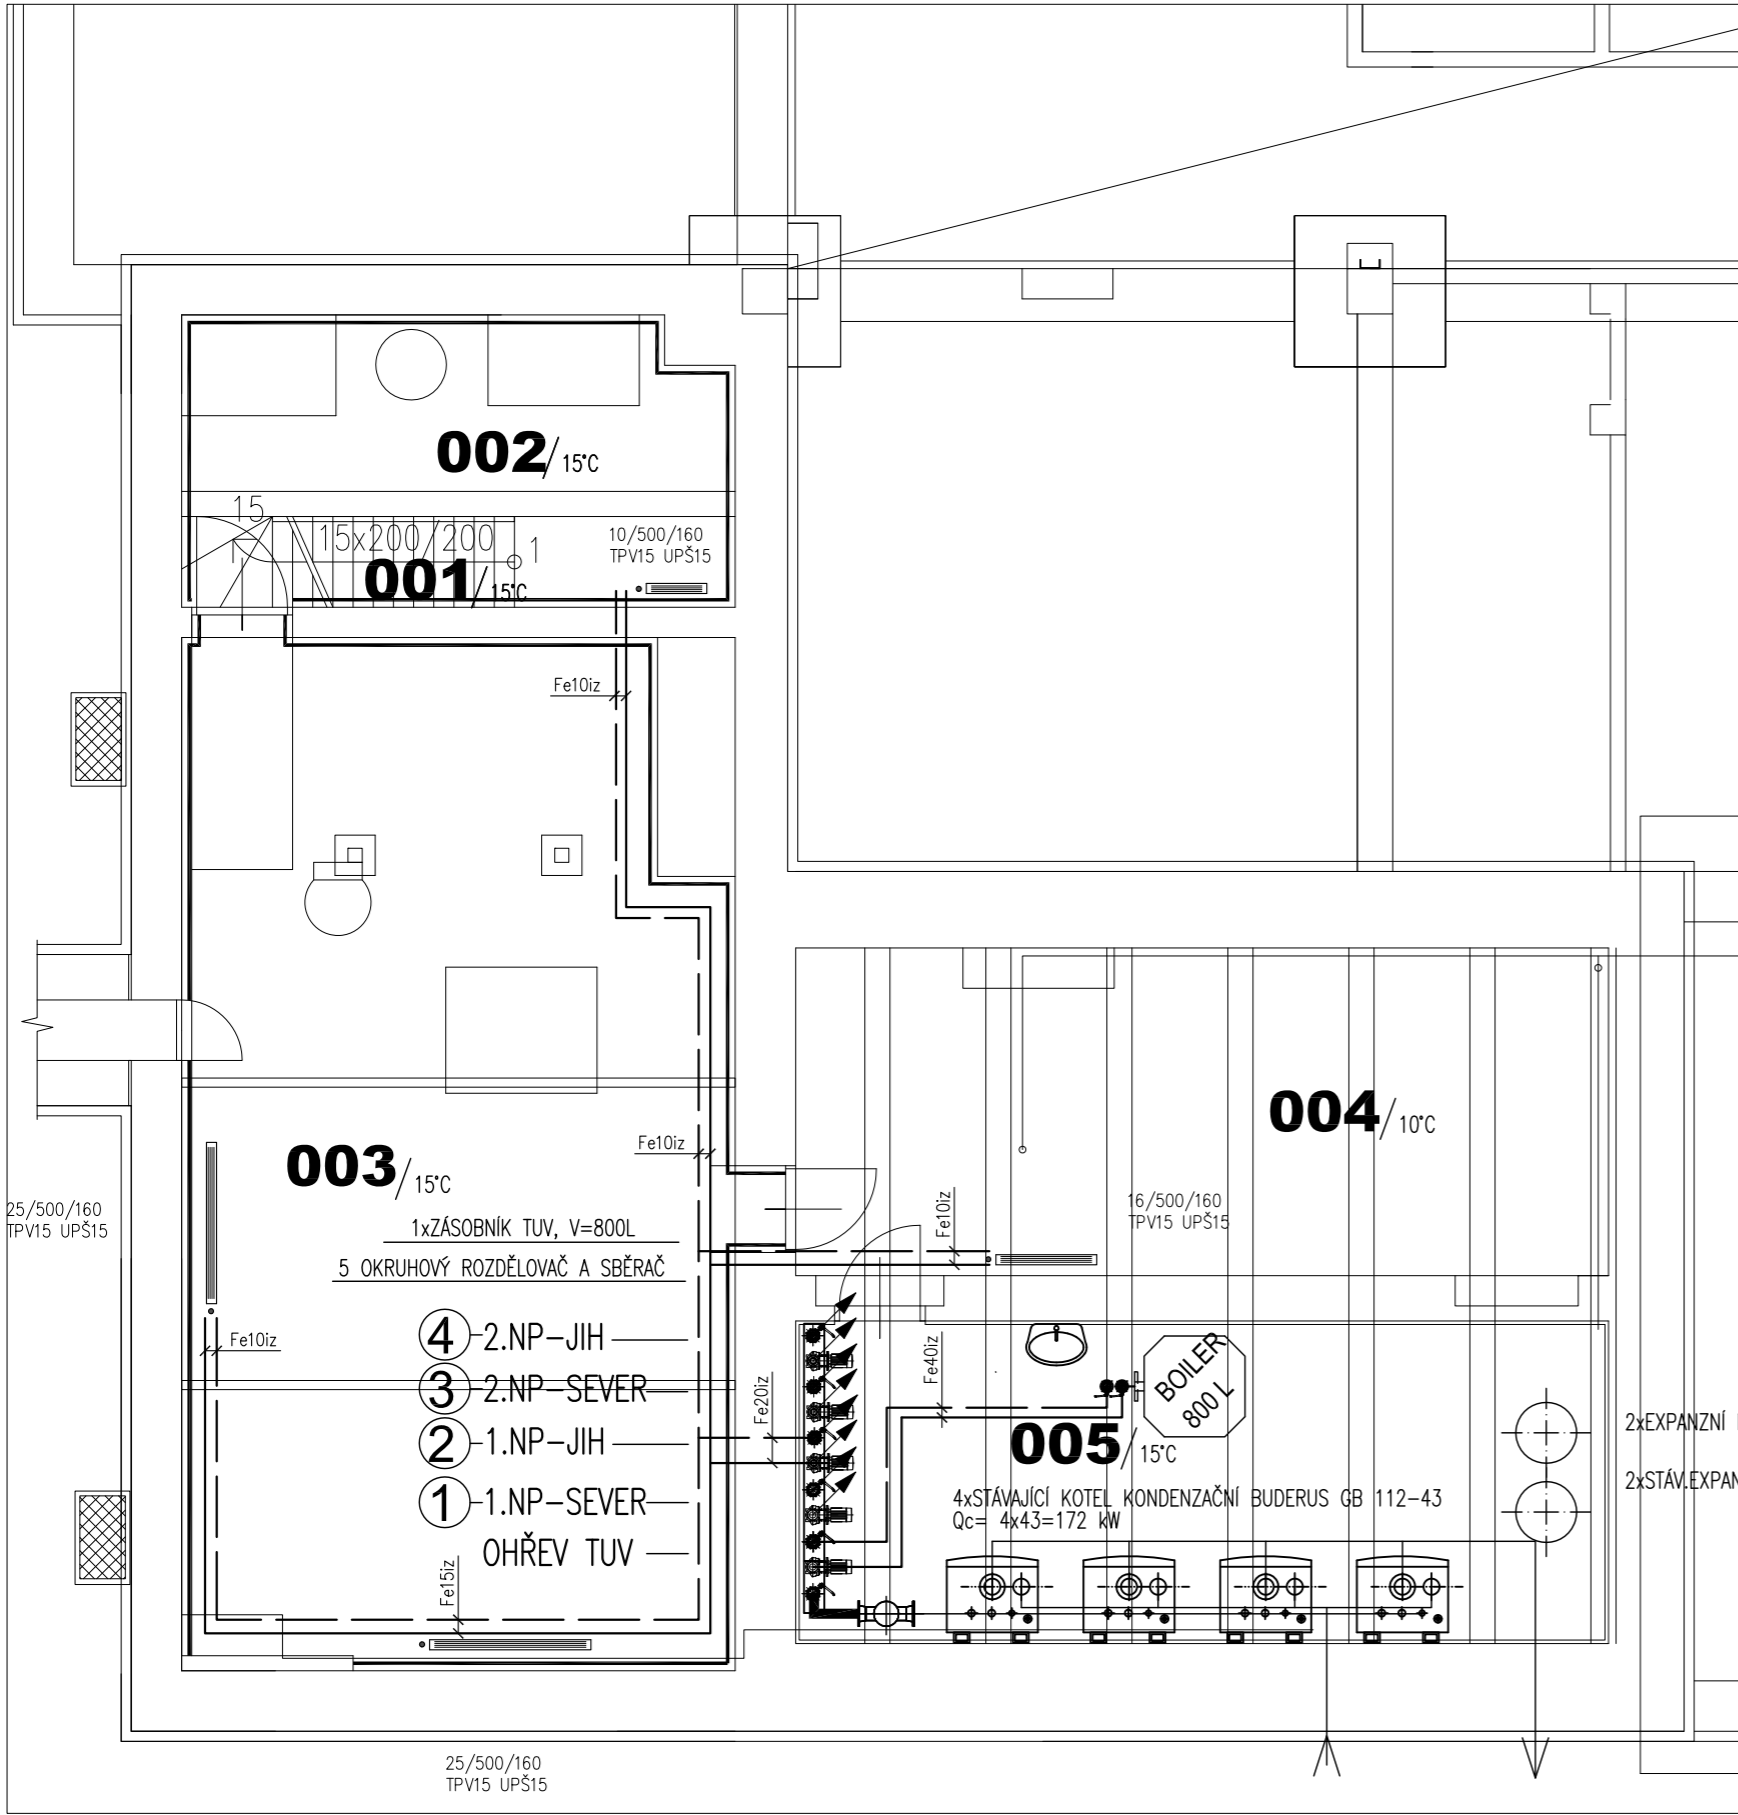 002/15°C
15
15x200/200
1
10/500/160
TPV15 UPŠ15
001/15°C
Fe10iz
004/10°C
Fe10iz
003/15°C
25/500/160
TPV15 UPŠ15
16/500/160
TPV15 UPŠ15
Fe10iz
1xZÁSOBNÍK TUV, V=800L
5 OKRUHOVÝ ROZDĚLOVAČ A SBĚRAČ
Fe10iz
4 2.NP-JIH
3 2.NP-SEVER
2 1.NP-JIH
1 1.NP-SEVER
OHŘEV TUV
Fe20iz
Fe40iz
BOILER
800 L
005/15°C
2xEXPANZNÍ
2xSTÁV.EXPAN
4xSTÁVAJÍCÍ KOTEL KONDENZAČNÍ BUDERUS GB 112-43
Qc= 4x43=172 kW
Fe15iz
25/500/160
TPV15 UPŠ15